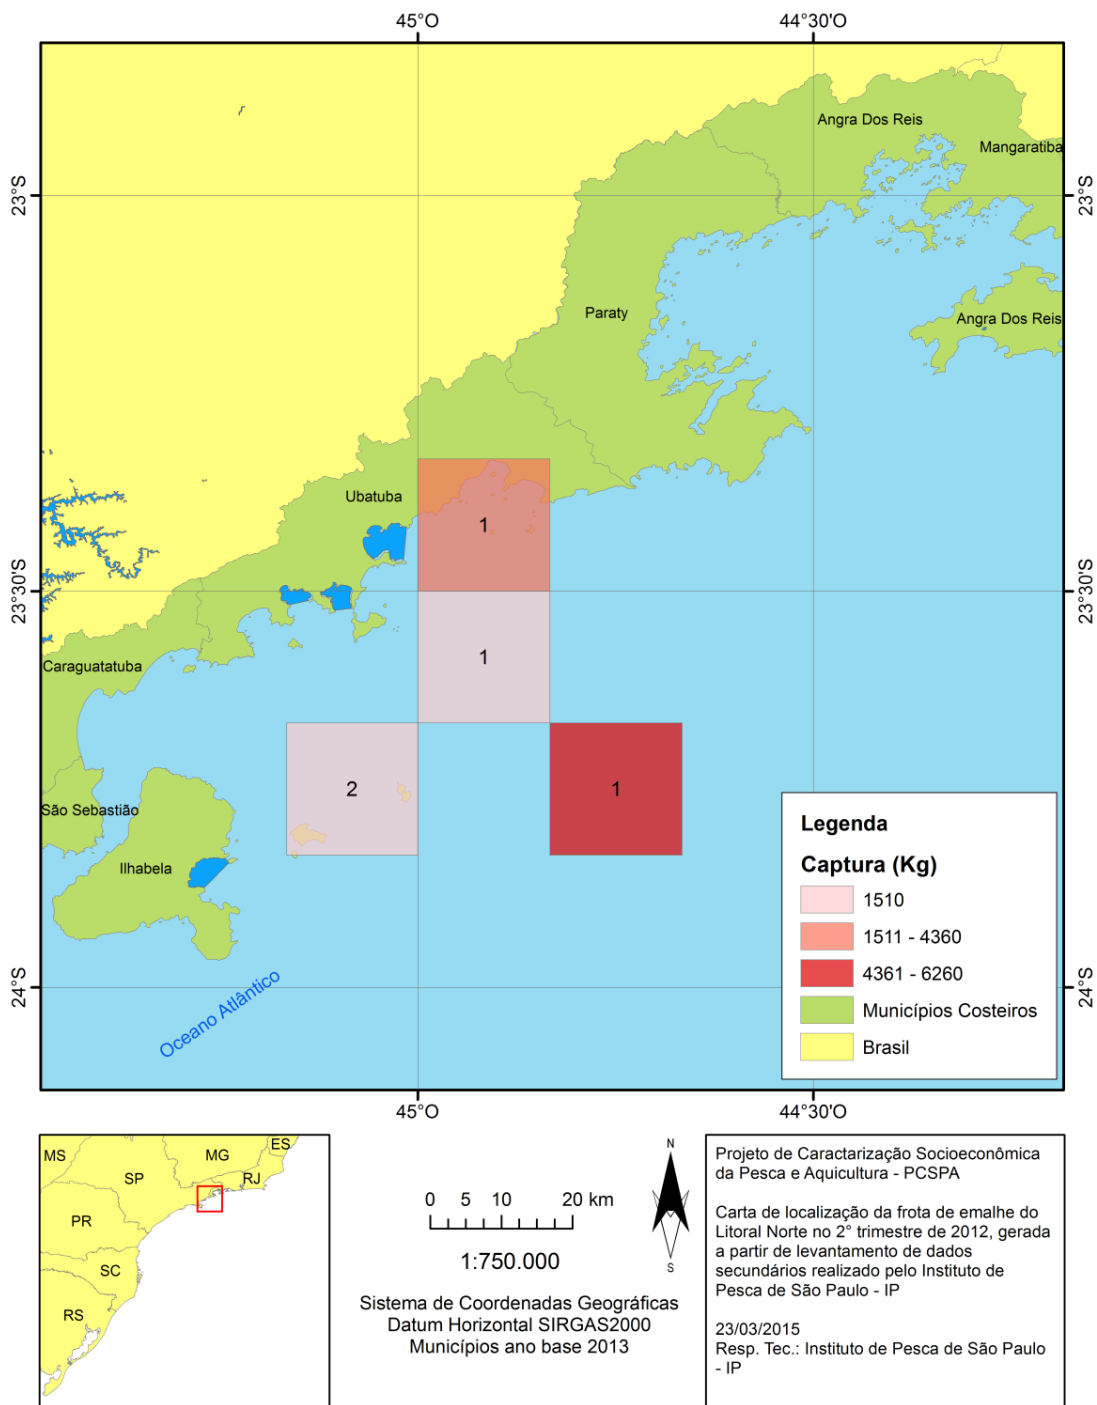 45°O
44°30'O
Angra Dos Reis
Mangaratiba
23°S
23°S
Paraty
Angra Dos Reis
Ubatuba
1
23°30'S
23°30'S
1
Caraguatatuba
2
1
São Sebastião
Ilhabela
Oceano Atlântico
24°S
24°S
Legenda
Captura (Kg)
1510
1511 - 4360
4361 - 6260
Municípios Costeiros
Brasil
45°O
44°30'O
MS
MG
ES
SP
RJ
PR
SC
RS
0 5 10 20 km
1:750.000
N
S
Sistema de Coordenadas Geográficas
Datum Horizontal SIRGAS2000
Municípios ano base 2013
Projeto de Caractarização Socioeconômica
da Pesca e Aquicultura - PCSPA
Carta de localização da frota de emalhe do
Litoral Norte no 2° trimestre de 2012, gerada
a partir de levantamento de dados
secundários realizado pelo Instituto de
Pesca de São Paulo - IP
23/03/2015
Resp. Tec.: Instituto de Pesca de São Paulo
- IP